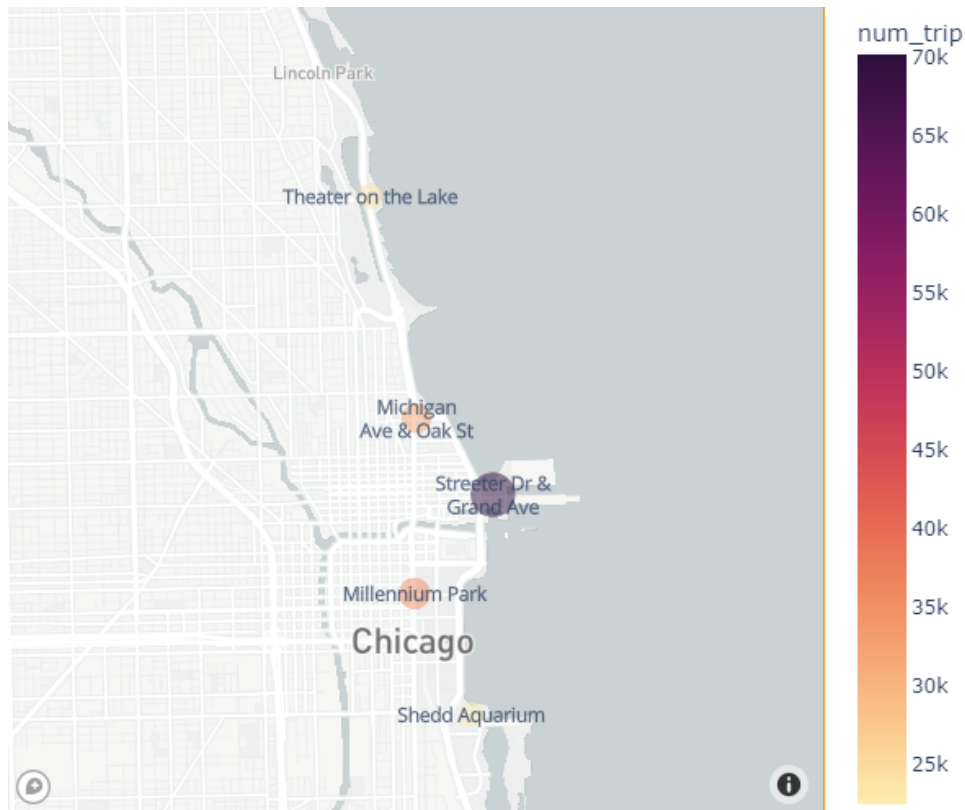 num_trip
70k
Lincoln Park
65k
Theater on the Lake
60k
55k
50k
Michigan
Ave & Oak St
45k
Streeter Dr &
Grand Ave
40k
35k
Millennium Park
Chicago
30k
Shedd Aquarium
25k